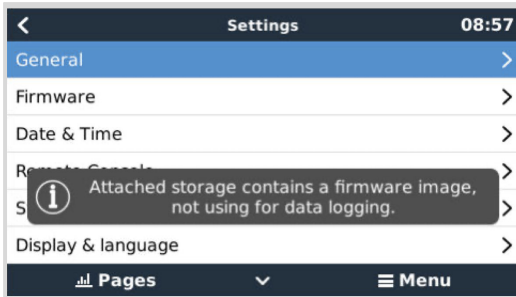 Settings
08:57
General
Firmware
Date & Time
Attached storage contains a firmware image,
not using for data logging.
Display & language
Pages
Menu